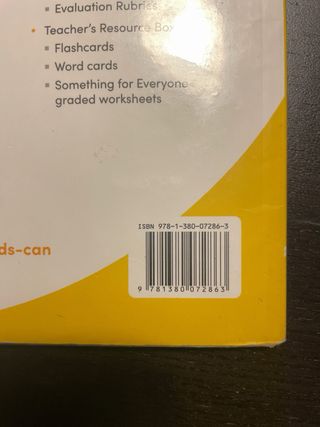 ▪ Evaluation Rubrics
• Teacher's Resource Box
▪ Flashcards
▪ Word cards
▪ Something for Everyone
graded worksheets
ds-can
ISBN 978-1-380-07286-3
9 781380 072863